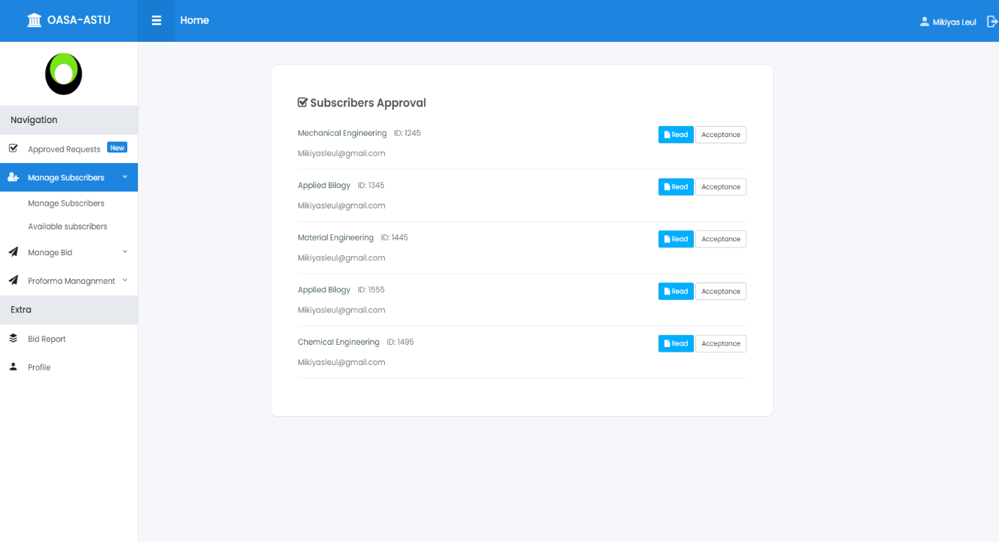 OASA-ASTU
Home
Mikiyas Leul
Navigation
Approved Requests New
Manage Subscribers
Manage Subscribers
Available subscribers
Manage Bid
Proforma Managnment
Extra
Bid Report
Profile
Subscribers Approval
Mechanical Engineering ID: 1245 Read Acceptance
Mikiyasleul@gmail.com
Applied Bilogy ID: 1345 Read Acceptance
Mikiyasleul@gmail.com
Material Engineering ID: 1445 Read Acceptance
Mikiyasleul@gmail.com
Applied Bilogy ID: 1555 Read Acceptance
Mikiyasleul@gmail.com
Chemical Engineering ID: 1495 Read Acceptance
Mikiyasleul@gmail.com